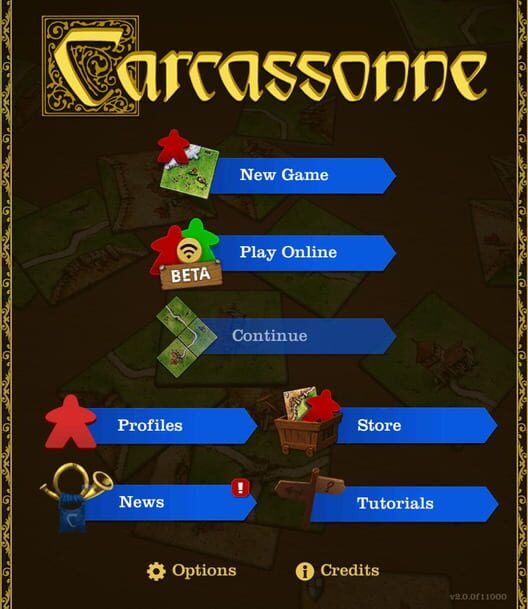 Carcassonne
New Game
Play Online
BETA
Continue
Profiles
Store
News
!
Tutorials
Options
Credits
v2.0.0f11000